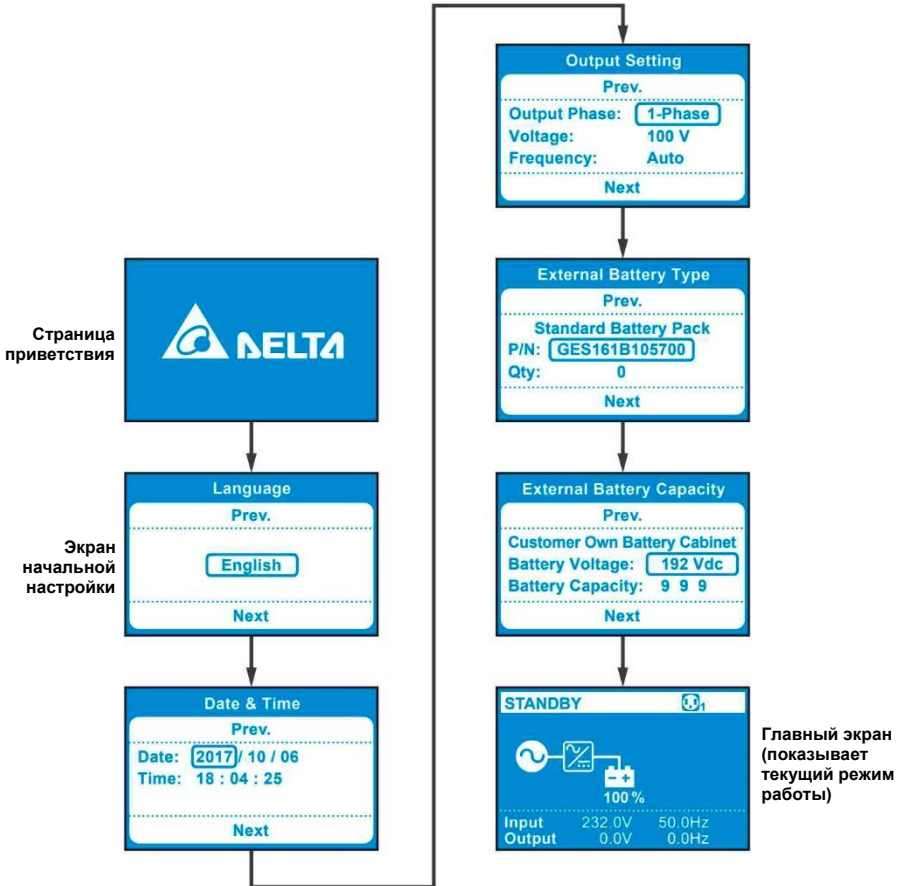 Страница
приветствия
DELTA
Экран
начальной
настройки
Language
Prev.
English
Next
Date & Time
Prev.
Date: 2017 / 10 / 06
Time: 18 : 04 : 25
Next
Output Setting
Prev.
Output Phase: 1-Phase
Voltage: 100 V
Frequency: Auto
Next
External Battery Type
Prev.
Standard Battery Pack
P/N: GES161B105700
Qty: 0
Next
External Battery Capacity
Prev.
Customer Own Battery Cabinet
Battery Voltage: 192 Vdc
Battery Capacity: 9 9 9
Next
STANDBY 1
100 %
Input 232.0V 50.0Hz
Output 0.0V 0.0Hz
Главный экран
(показывает
текущий режим
работы)